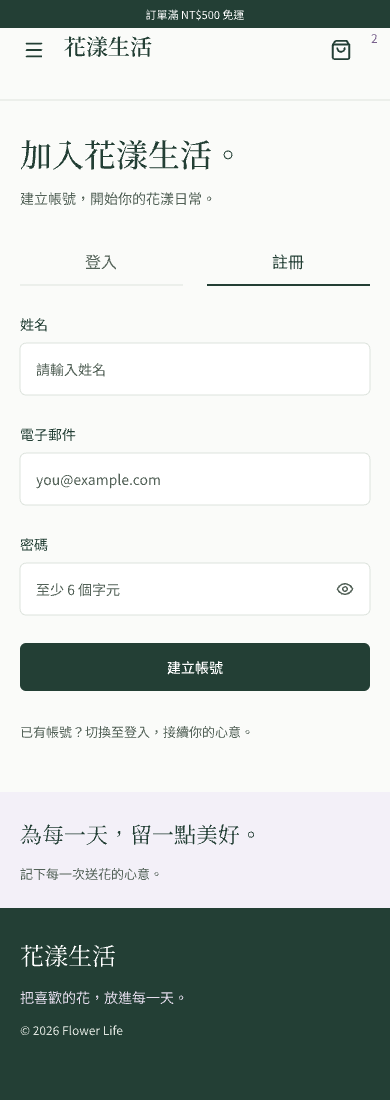 訂單滿 NT$500 免運
花漾生活
2
加入花漾生活。
建立帳號，開始你的花漾日常。
登入
註冊
姓名
請輸入姓名
電子郵件
you@example.com
密碼
至少 6 個字元
建立帳號
已有帳號？切換至登入，接續你的心意。
為每一天，留一點美好。
記下每一次送花的心意。
花漾生活
把喜歡的花，放進每一天。
© 2026 Flower Life